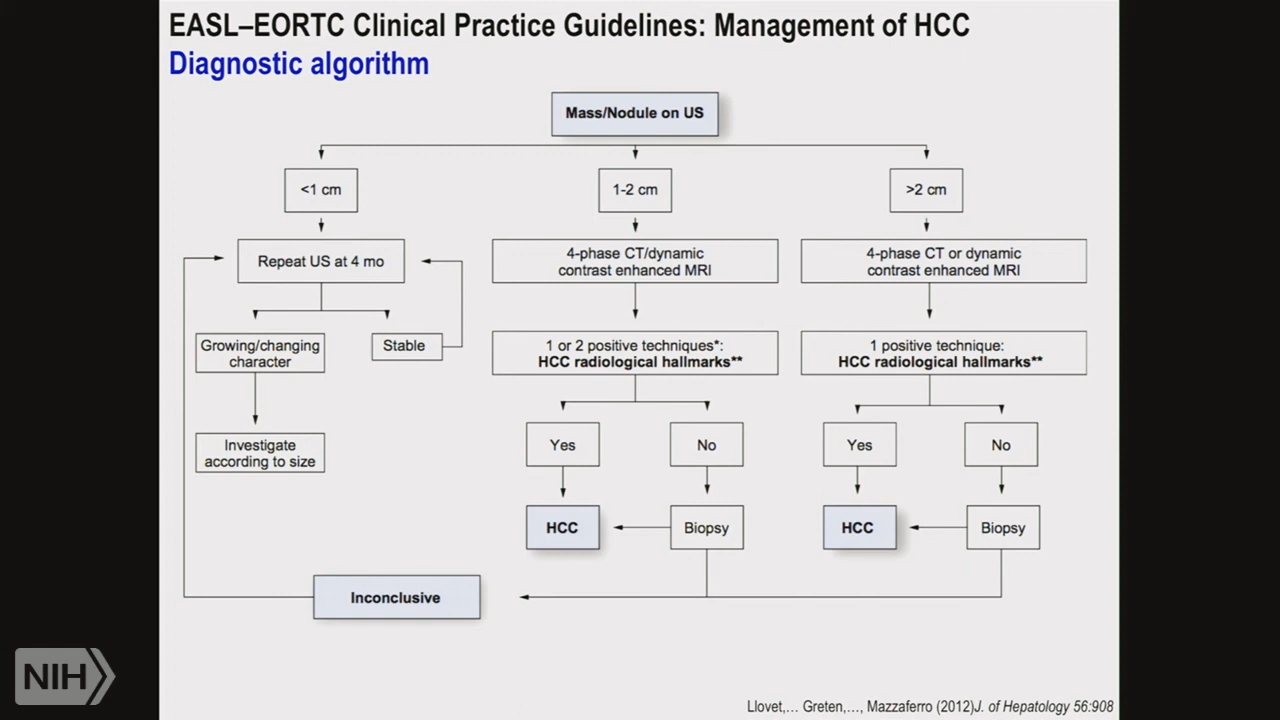 EASL–EORTC Clinical Practice Guidelines: Management of HCC
Diagnostic algorithm
Mass/Nodule on US
<1 cm
1-2 cm
>2 cm
Repeat US at 4 mo
4-phase CT/dynamic
contrast enhanced MRI
4-phase CT or dynamic
contrast enhanced MRI
Growing/changing
character
Stable
1 or 2 positive techniques*:
HCC radiological hallmarks**
1 positive technique:
HCC radiological hallmarks**
Investigate
according to size
Yes
No
Yes
No
HCC
Biopsy
HCC
Biopsy
Inconclusive
NIH
Llovet,... Greten,..., Mazzaferro (2012)J. of Hepatology 56:908